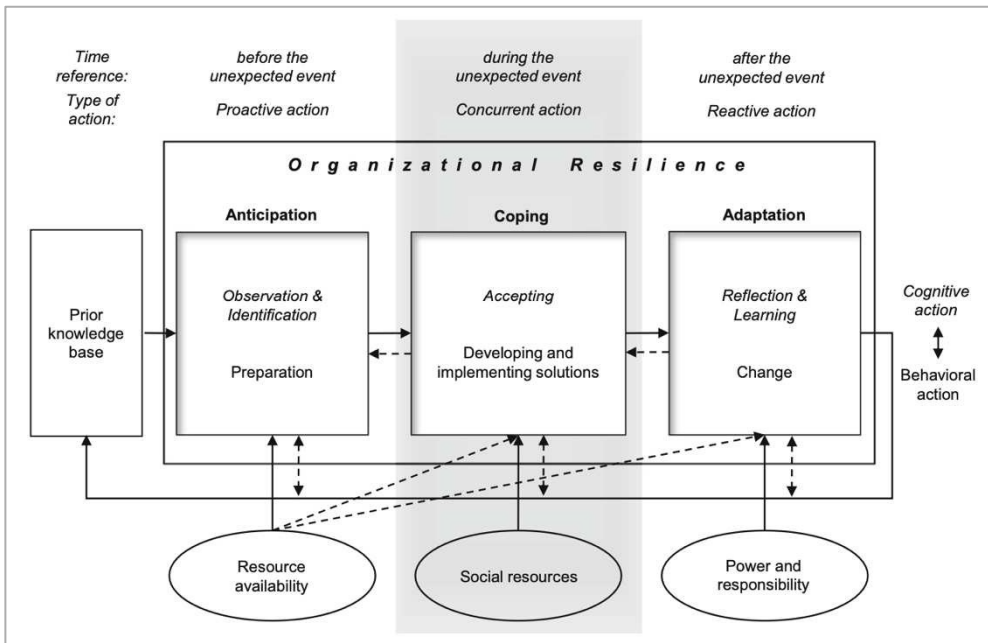 Time reference:
before the unexpected event
during the unexpected event
after the unexpected event
Type of action:
Proactive action
Concurrent action
Reactive action
Organizational Resilience
Anticipation
Coping
Adaptation
Prior knowledge base
Observation & Identification
Preparation
Accepting
Developing and implementing solutions
Reflection & Learning
Change
Cognitive action
Behavioral action
Resource availability
Social resources
Power and responsibility